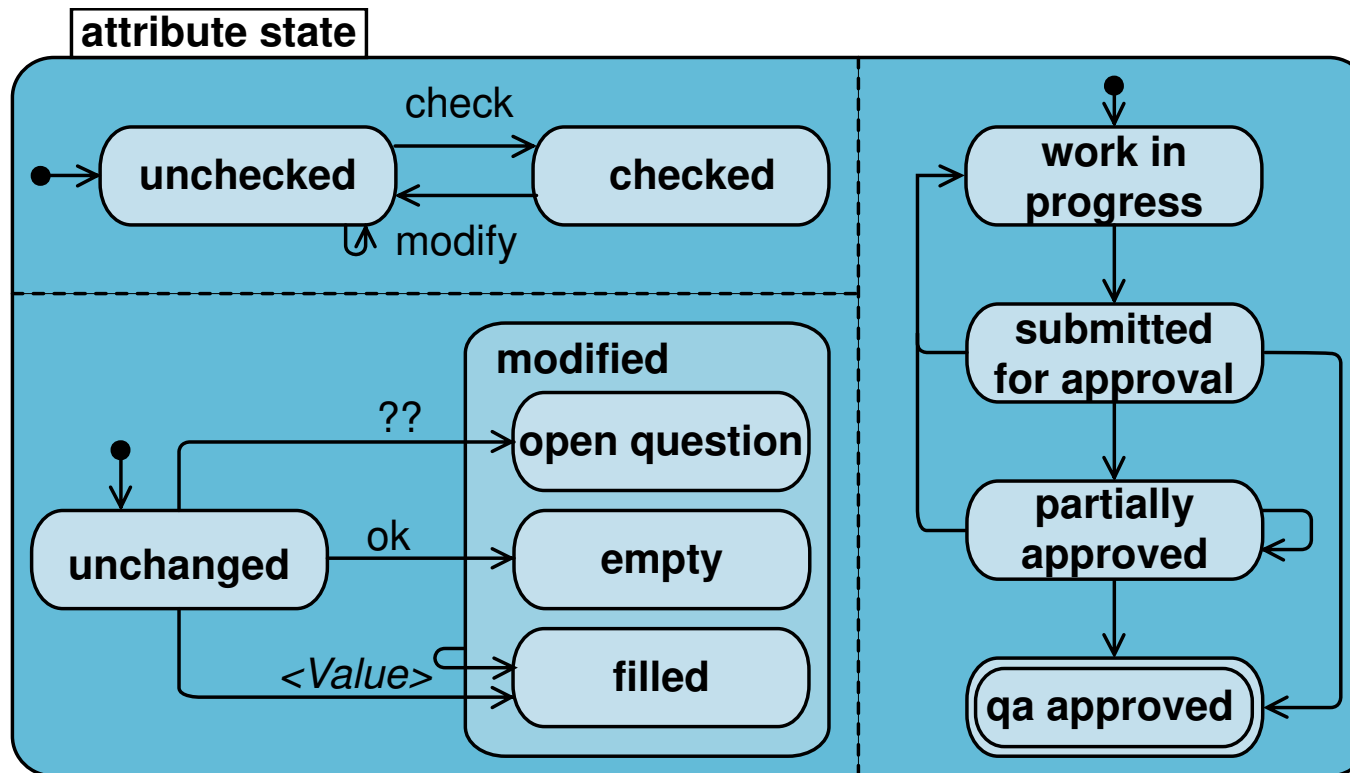 attribute state
check
unchecked
checked
modify
modified
??
open question
unchanged
ok
empty
<Value>
filled
work in
progress
submitted
for approval
partially
approved
qa approved